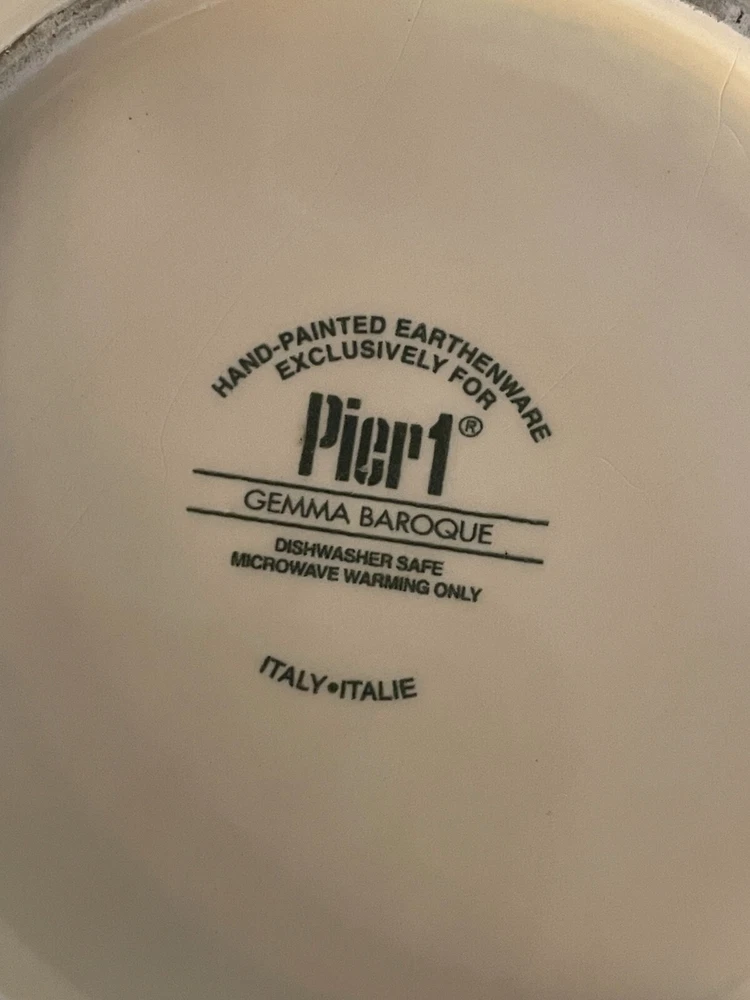 HAND-PAINTED EARTHENWARE
EXCLUSIVELY FOR
Pier1®
GEMMA BAROQUE
DISHWASHER SAFE
MICROWAVE WARMING ONLY
ITALY•ITALIE